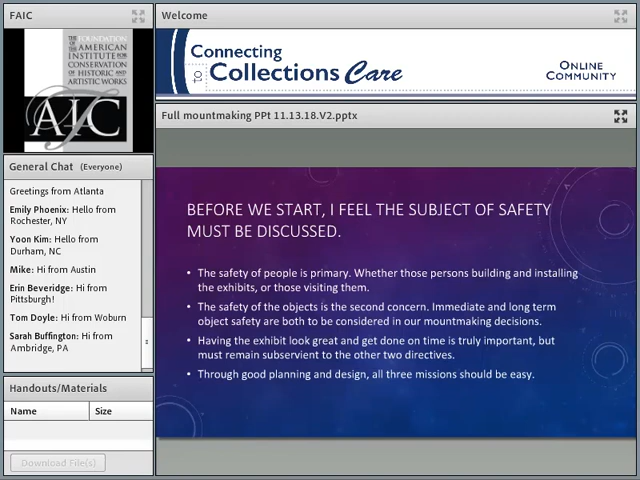 FAIC
THE FOUNDATION
OF THE AMERICAN
INSTITUTE FOR
CONSERVATION
OF HISTORIC AND
ARTISTIC WORKS
AIC
General Chat (Everyone)
Greetings from Atlanta
Emily Phoenix: Hello from
Rochester, NY
Yoon Kim: Hello from
Durham, NC
Mike: Hi from Austin
Erin Beveridge: Hi from
Pittsburgh!
Tom Doyle: Hi from Woburn
Sarah Buffington: Hi from
Ambridge, PA
Handouts/Materials
Name Size
Download File(s)
Welcome
Connecting
to Collections Care
ONLINE
COMMUNITY
Full mountmaking PPt 11.13.18.V2.pptx
BEFORE WE START, I FEEL THE SUBJECT OF SAFETY
MUST BE DISCUSSED.
• The safety of people is primary. Whether those persons building and installing
the exhibits, or those visiting them.
• The safety of the objects is the second concern. Immediate and long term
object safety are both to be considered in our mountmaking decisions.
• Having the exhibit look great and get done on time is truly important, but
must remain subservient to the other two directives.
• Through good planning and design, all three missions should be easy.